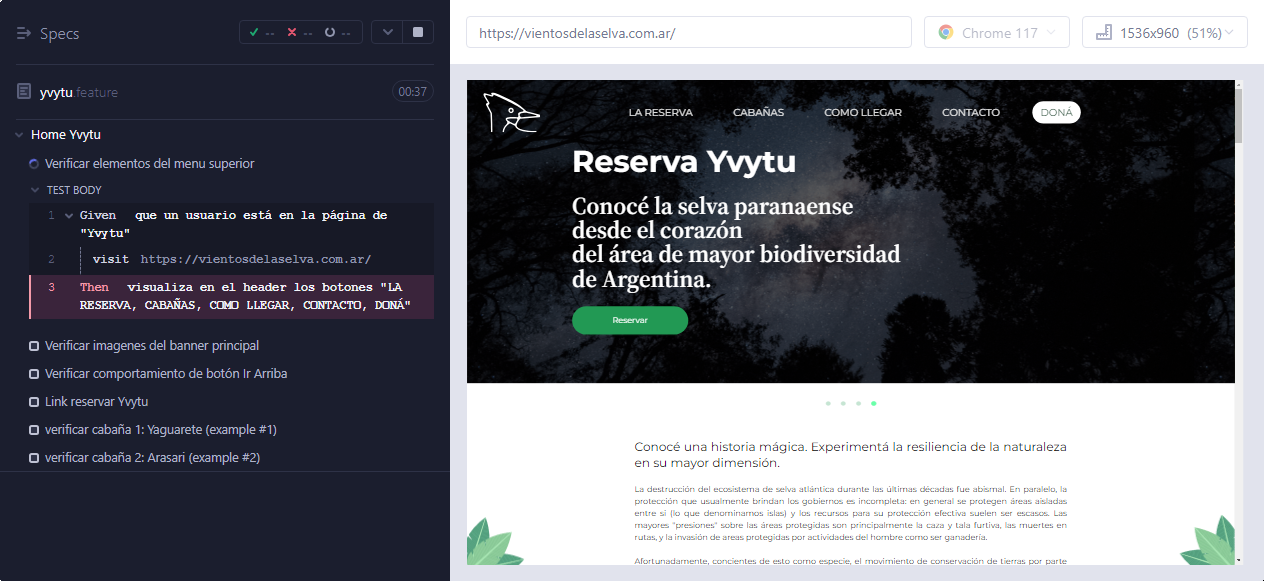 Specs
-- -- --
https://vientosdelaselva.com.ar/
Chrome 117
1536x960 (51%)
yvytu.feature
00:37
Home Yvytu
Verificar elementos del menu superior
TEST BODY
1 Given que un usuario está en la página de
"Yvytu"
2 visit https://vientosdelaselva.com.ar/
3 Then visualiza en el header los botones "LA
RESERVA, CABAÑAS, COMO LLEGAR, CONTACTO, DONÁ"
Verificar imagenes del banner principal
Verificar comportamiento de botón Ir Arriba
Link reservar Yvytu
verificar cabaña 1: Yaguarete (example #1)
verificar cabaña 2: Arasari (example #2)
LA RESERVA
CABAÑAS
COMO LLEGAR
CONTACTO
DONÁ
Reserva Yvytu
Conocé la selva paranaense
desde el corazón
del área de mayor biodiversidad
de Argentina.
Reservar
Conocé una historia mágica. Experimentá la resiliencia de la naturaleza
en su mayor dimensión.
La destrucción del ecosistema de selva atlántica durante las últimas décadas fue abismal. En paralelo, la
protección que usualmente brindan los gobiernos es incompleta: en general se protegen áreas aisladas
entre sí (lo que denominamos islas) y los recursos para su protección efectiva suelen ser escasos. Las
mayores "presiones" sobre las áreas protegidas son principalmente la caza y tala furtiva, las muertes en
rutas, y la invasión de areas protegidas por actividades del hombre como ser ganadería.
Afortunadamente, concientes de esto como especie, el movimiento de conservación de tierras por parte